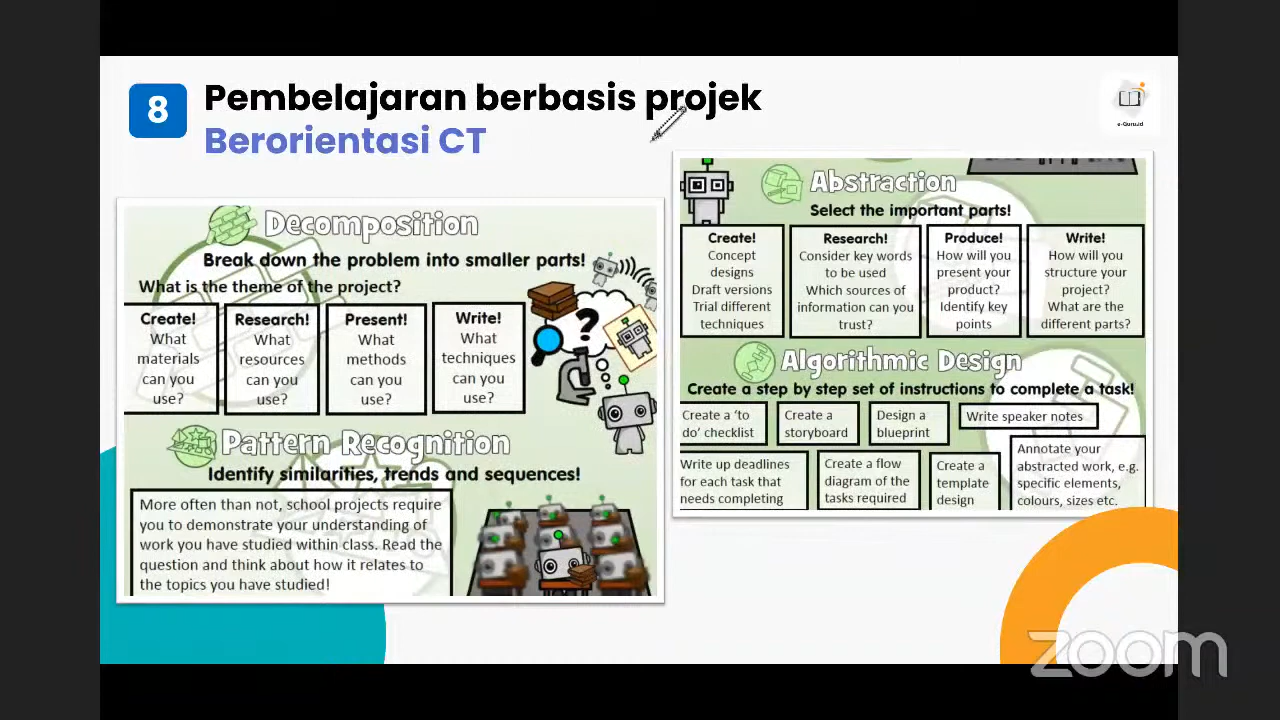 8
Pembelajaran berbasis projek
Berorientasi CT
e-Guru.id
Decomposition
Break down the problem into smaller parts!
What is the theme of the project?
Create!
What
materials
can you
use?
Research!
What
resources
can you
use?
Present!
What
methods
can you
use?
Write!
What
techniques
can you
use?
?
Pattern Recognition
Identify similarities, trends and sequences!
More often than not, school projects require
you to demonstrate your understanding of
work you have studied within class. Read the
question and think about how it relates to
the topics you have studied!
Abstraction
Select the important parts!
Create!
Concept
designs
Draft versions
Trial different
techniques
Research!
Consider key words
to be used
Which sources of
information can you
trust?
Produce!
How will you
present your
product?
Identify key
points
Write!
How will you
structure your
project?
What are the
different parts?
Algorithmic Design
Create a step by step set of instructions to complete a task!
Create a ‘to
do’ checklist
Create a
storyboard
Design a
blueprint
Write speaker notes
Write up deadlines
for each task that
needs completing
Create a flow
diagram of the
tasks required
Create a
template
design
Annotate your
abstracted work, e.g.
specific elements,
colours, sizes etc.
zoom